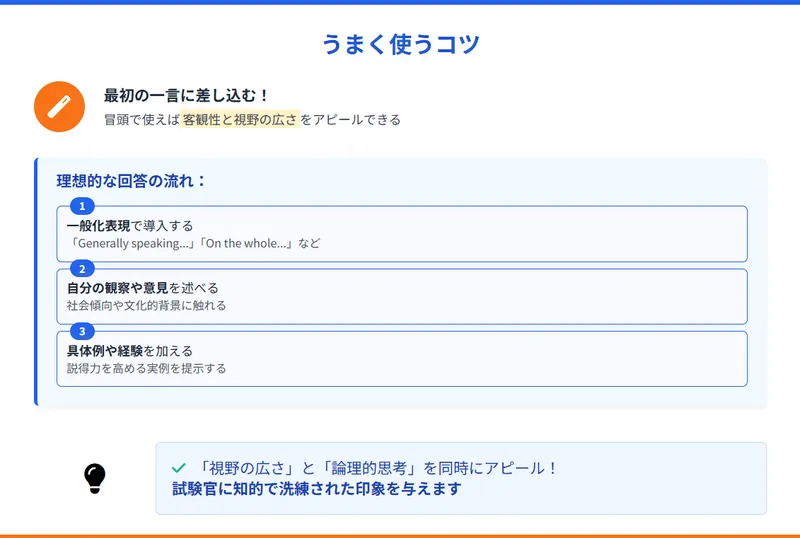 うまく使うコツ
最初の一言に差し込む！
冒頭で使えば 客観性と視野の広さ をアピールできる
理想的な回答の流れ：
1
一般化表現で導入する
「Generally speaking...」「On the whole...」など
2
自分の観察や意見を述べる
社会傾向や文化的背景に触れる
3
具体例や経験を加える
説得力を高める実例を提示する
「視野の広さ」と「論理的思考」を同時にアピール！
試験官に知的で洗練された印象を与えます